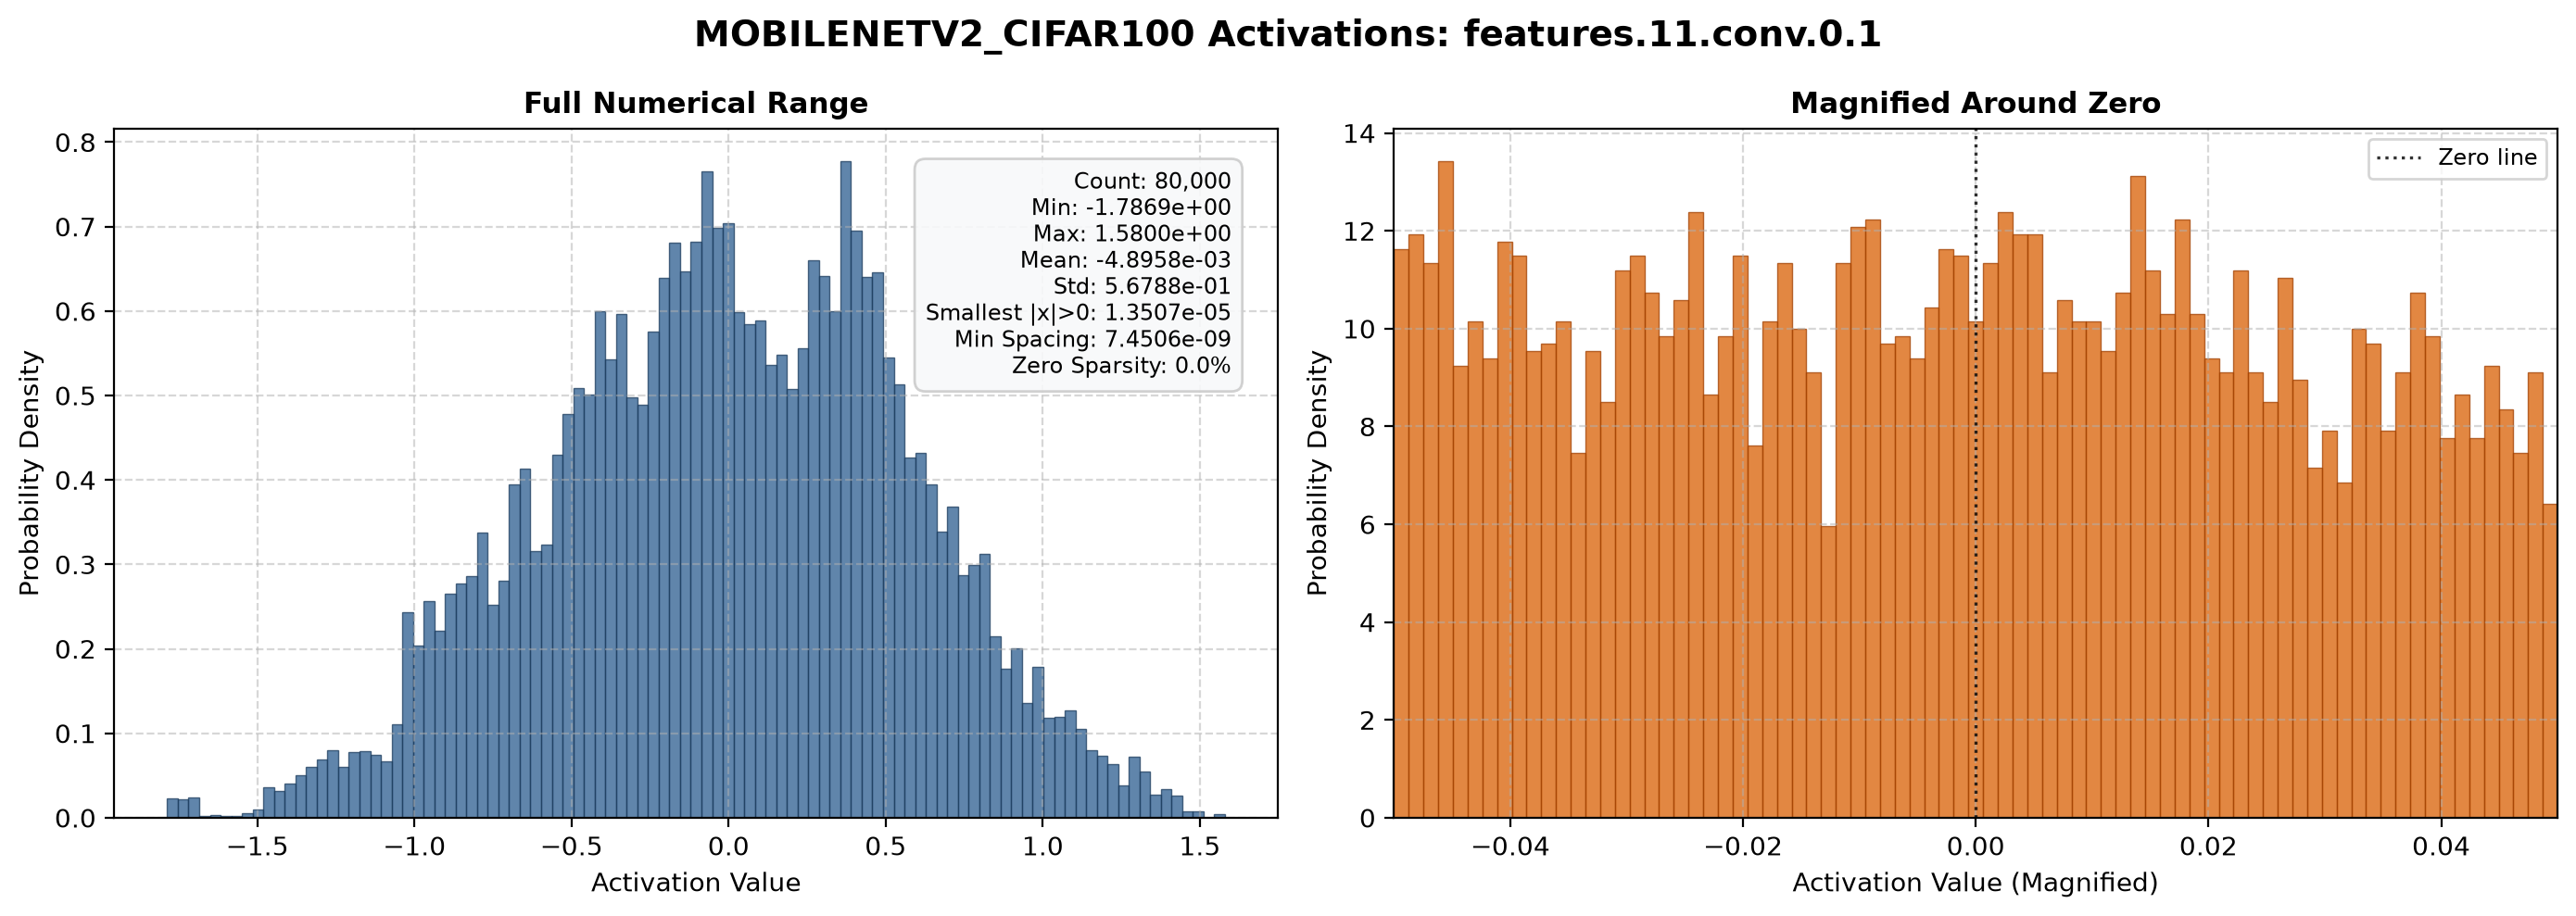 MOBILENETV2_CIFAR100 Activations: features.11.conv.0.1
Full Numerical Range
Probability Density
0.8
0.7
0.6
0.5
0.4
0.3
0.2
0.1
0.0
Count: 80,000
Min: -1.7869e+00
Max: 1.5800e+00
Mean: -4.8958e-03
Std: 5.6788e-01
Smallest |x|>0: 1.3507e-05
Min Spacing: 7.4506e-09
Zero Sparsity: 0.0%
−1.5 −1.0 −0.5 0.0 0.5 1.0 1.5
Activation Value
Magnified Around Zero
Probability Density
14
12
10
8
6
4
2
0
Zero line
−0.04 −0.02 0.00 0.02 0.04
Activation Value (Magnified)